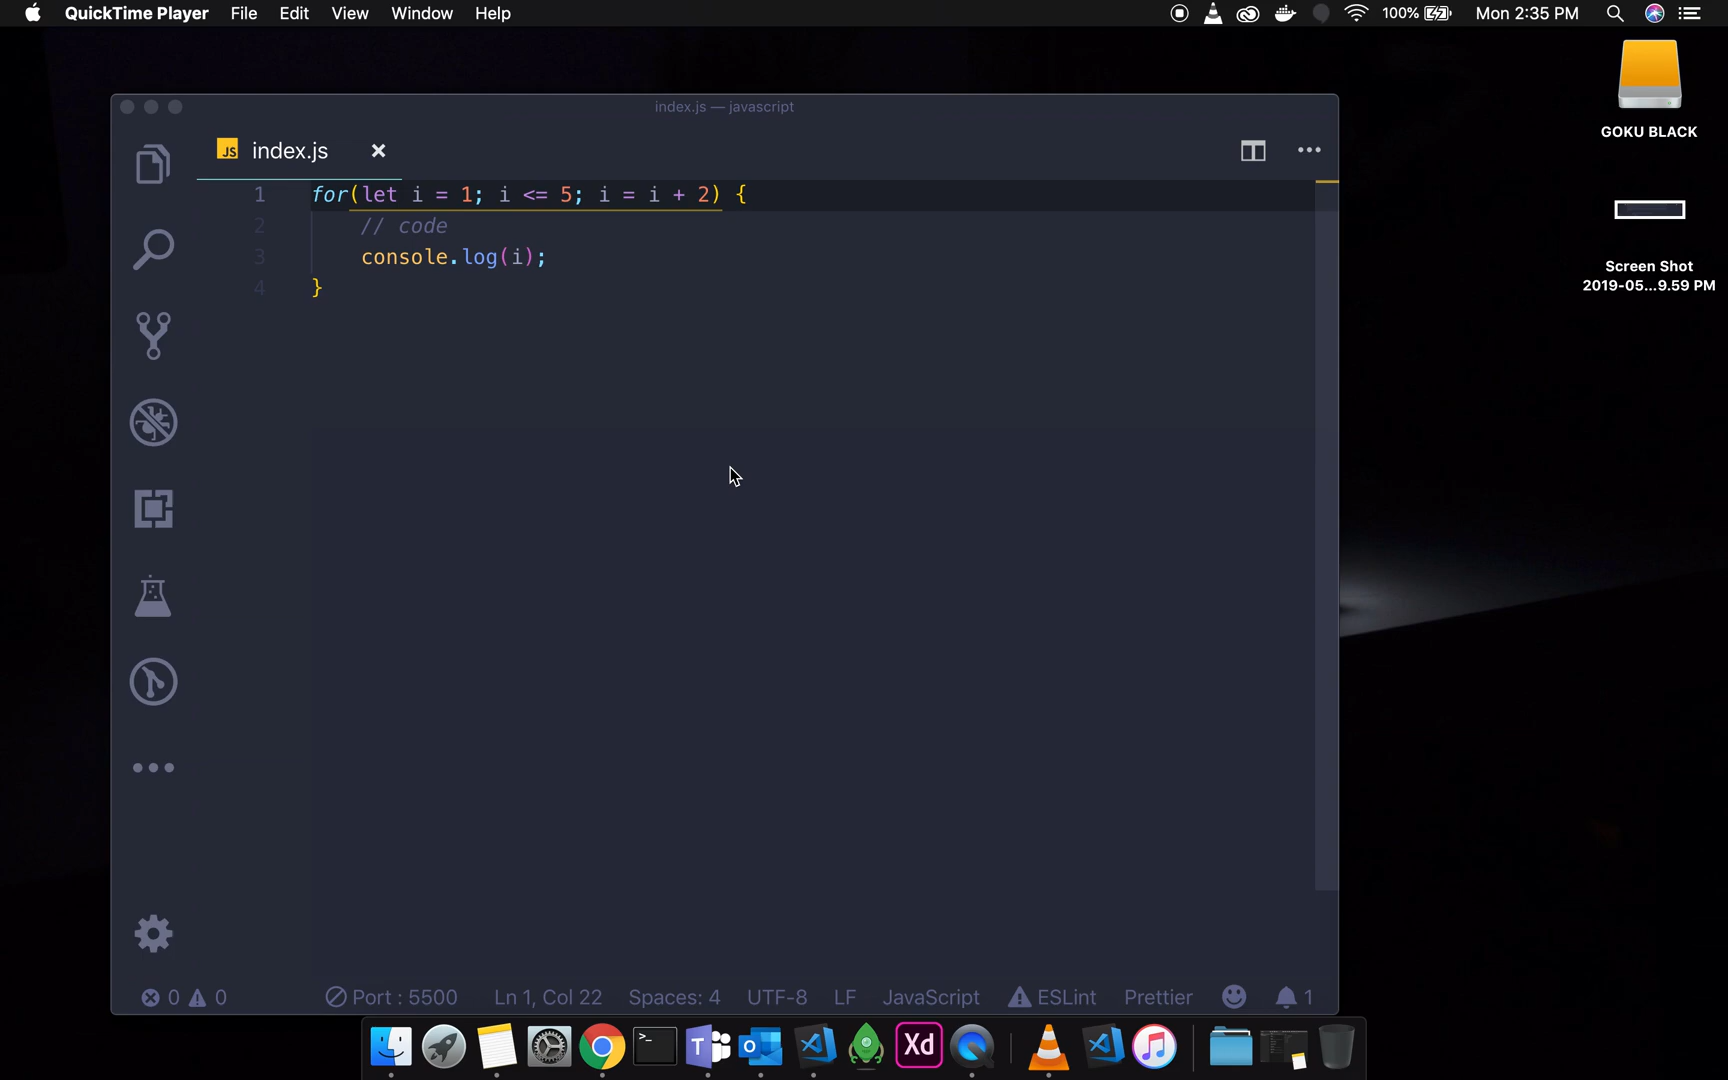 QuickTime Player File Edit View Window Help 100% Mon 2:35 PM
GOKU BLACK
Screen Shot
2019-05...9.59 PM
index.js — javascript
JS index.js
1 for(let i = 1; i <= 5; i = i + 2) {
2 // code
3 console.log(i);
4 }
0 0 Port : 5500 Ln 1, Col 22 Spaces: 4 UTF-8 LF JavaScript ESLint Prettier 1
>_ T O Xd